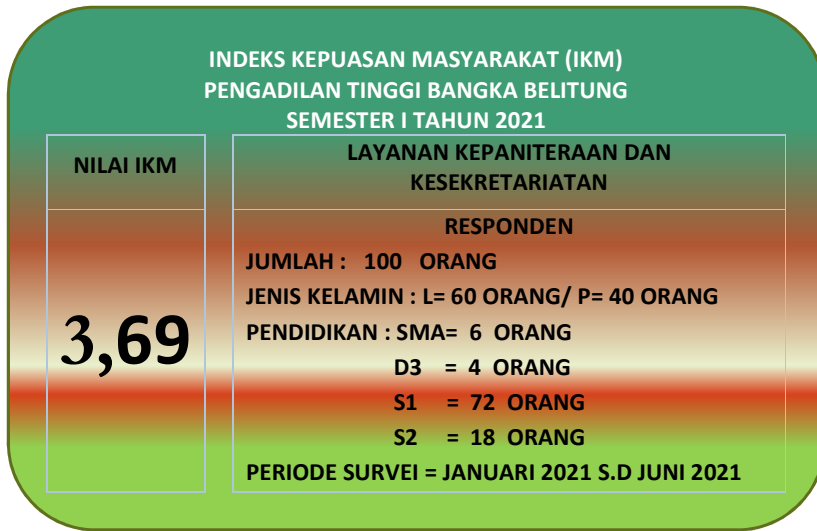 INDEKS KEPUASAN MASYARAKAT (IKM)
PENGADILAN TINGGI BANGKA BELITUNG
SEMESTER I TAHUN 2021
NILAI IKM
3,69
LAYANAN KEPANITERAAN DAN
KESEKRETARIATAN
RESPONDEN
JUMLAH : 100 ORANG
JENIS KELAMIN : L= 60 ORANG/ P= 40 ORANG
PENDIDIKAN : SMA= 6 ORANG
D3 = 4 ORANG
S1 = 72 ORANG
S2 = 18 ORANG
PERIODE SURVEI = JANUARI 2021 S.D JUNI 2021